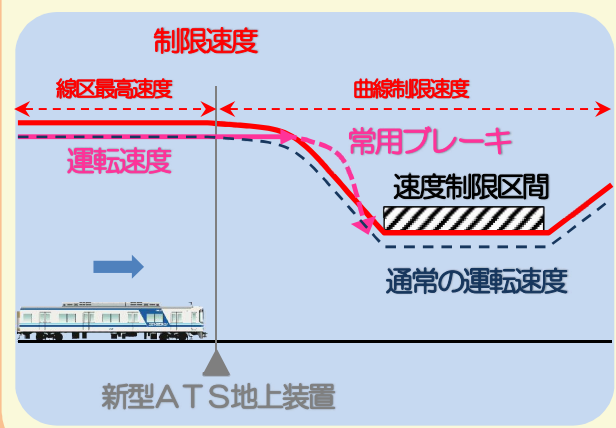 制限速度
線区最高速度
曲線制限速度
運転速度
常用ブレーキ
速度制限区間
通常の運転速度
新型ATS地上装置